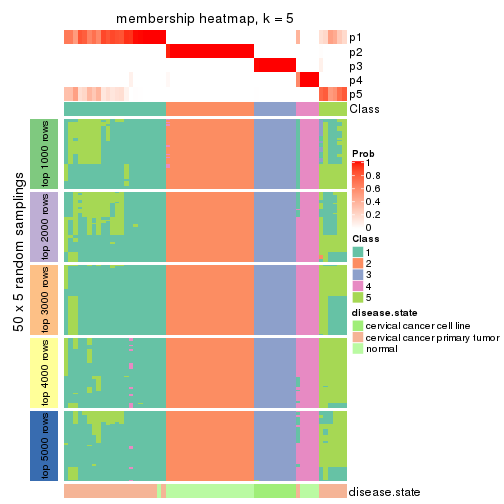 membership heatmap, k = 5
p1
p2
p3
p4
p5
Class
50 x 5 random samplings
top 1000 rows
top 2000 rows
top 3000 rows
top 4000 rows
top 5000 rows
disease.state
Prob
1
0.8
0.6
0.4
0.2
0
Class
1
2
3
4
5
disease.state
cervical cancer cell line
cervical cancer primary tumor
normal